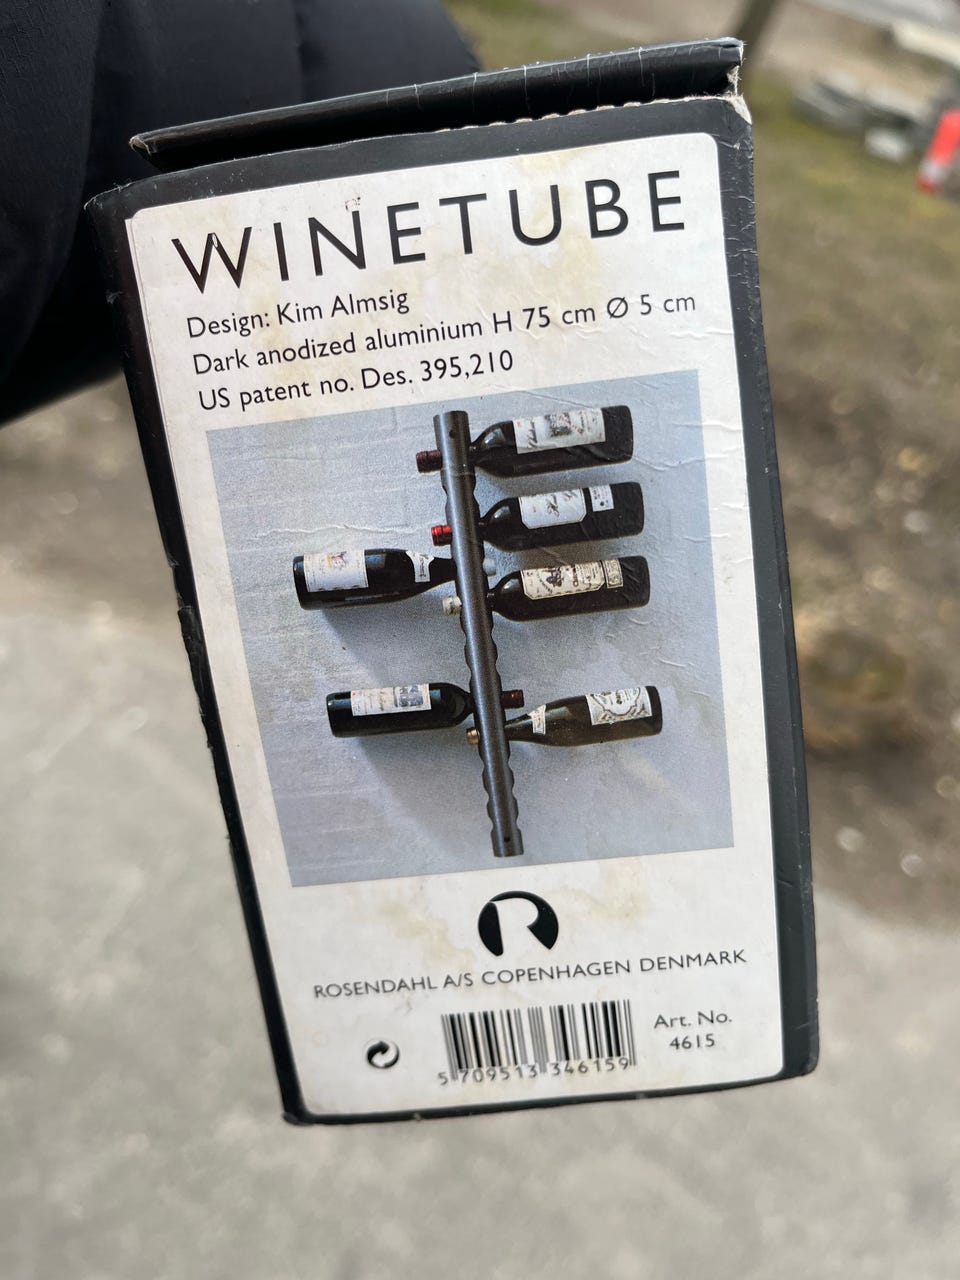 WINETUBE
Design: Kim Almsig
Dark anodized aluminium H 75 cm Ø 5 cm
US patent no. Des. 395,210
ROSENDAHL A/S COPENHAGEN DENMARK
Art. No.
4615
5 709513 346159